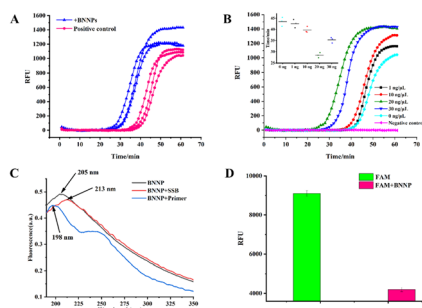 A
+BNNPs
Positive control
RFU
1600
1400
1200
1000
800
600
400
200
0
0 10 20 30 40 50 60 70
Time/min
B
Time/min
45
40
35
30
25
0 ng 1 ng 10 ng 20 ng 30 ng
1 ng/μL
10 ng/μL
20 ng/μL
0 ng/μL
Negative control
RFU
1600
1400
1200
1000
800
600
400
200
0
0 10 20 30 40 50 60 70
Time/min
C
205 nm
213 nm
198 nm
BNNP
BNNP+SSB
BNNP+Primer
Fluorescence(a.u.)
0.5
0.4
0.3
0.2
0.1
200 225 250 275 300 325 350
D
FAM
FAM+BNNP
RFU
10000
8000
6000
4000